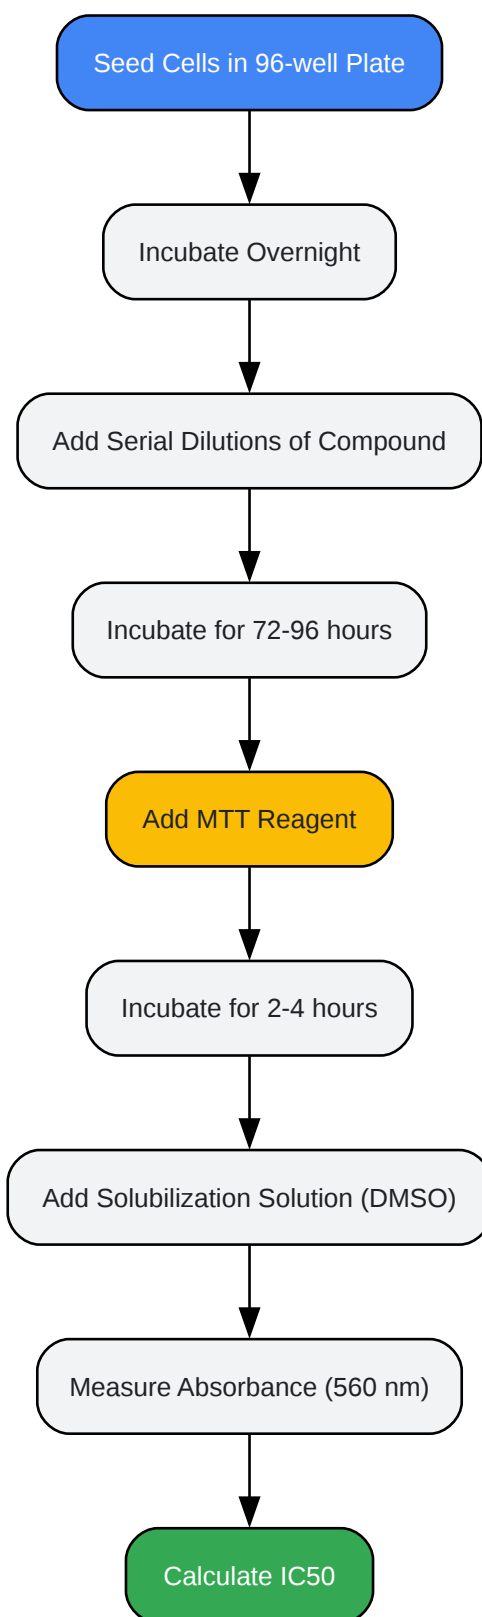 Seed Cells in 96-well Plate
Incubate Overnight
Add Serial Dilutions of Compound
Incubate for 72-96 hours
Add MTT Reagent
Incubate for 2-4 hours
Add Solubilization Solution (DMSO)
Measure Absorbance (560 nm)
Calculate IC50